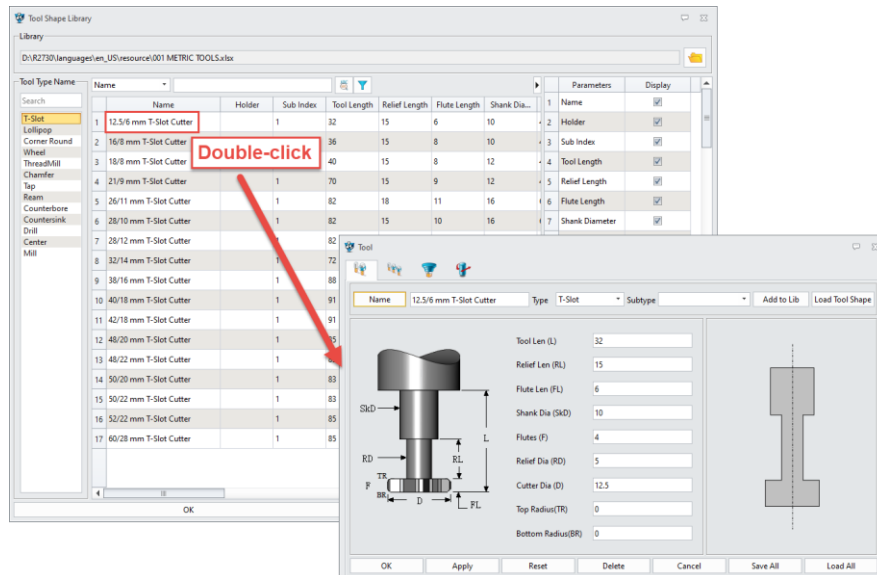 Tool Shape Library
Library
D:\R2730\languages\en_US\resource\001 METRIC TOOLS.xlsx
Tool Type Name
Search
T-Slot
Lollipop
Corner Round
Wheel
ThreadMill
Chamfer
Tap
Ream
Counterbore
Countersink
Drill
Center
Mill
Name
Name Holder Sub Index Tool Length Relief Length Flute Length Shank Dia...
1 12.5/6 mm T-Slot Cutter 1 32 15 6 10
2 16/8 mm T-Slot Cutter 36 15 8 10
3 18/8 mm T-Slot Cutter 40 15 8 12
4 21/9 mm T-Slot Cutter 1 70 15 9 12
5 26/11 mm T-Slot Cutter 1 82 18 11 16
6 28/10 mm T-Slot Cutter 1 82 15 10 16
7 28/12 mm T-Slot Cutter 82
8 32/14 mm T-Slot Cutter 1 72
9 38/16 mm T-Slot Cutter 1 88
10 40/18 mm T-Slot Cutter 1 91
11 42/18 mm T-Slot Cutter 1 91
12 48/20 mm T-Slot Cutter 1
13 48/22 mm T-Slot Cutter 1
14 50/20 mm T-Slot Cutter 1 83
15 50/22 mm T-Slot Cutter 1 83
16 52/22 mm T-Slot Cutter 1 85
17 60/28 mm T-Slot Cutter 1 85
Double-click
Parameters Display
1 Name
2 Holder
3 Sub Index
4 Tool Length
5 Relief Length
6 Flute Length
7 Shank Diameter
OK
Tool
Name 12.5/6 mm T-Slot Cutter Type T-Slot Subtype Add to Lib Load Tool Shape
SkD
L
RD
RL
TR
F
BR
D
FL
Tool Len (L) 32
Relief Len (RL) 15
Flute Len (FL) 6
Shank Dia (SkD) 10
Flutes (F) 4
Relief Dia (RD) 5
Cutter Dia (D) 12.5
Top Radius(TR) 0
Bottom Radius(BR) 0
OK Apply Reset Delete Cancel Save All Load All